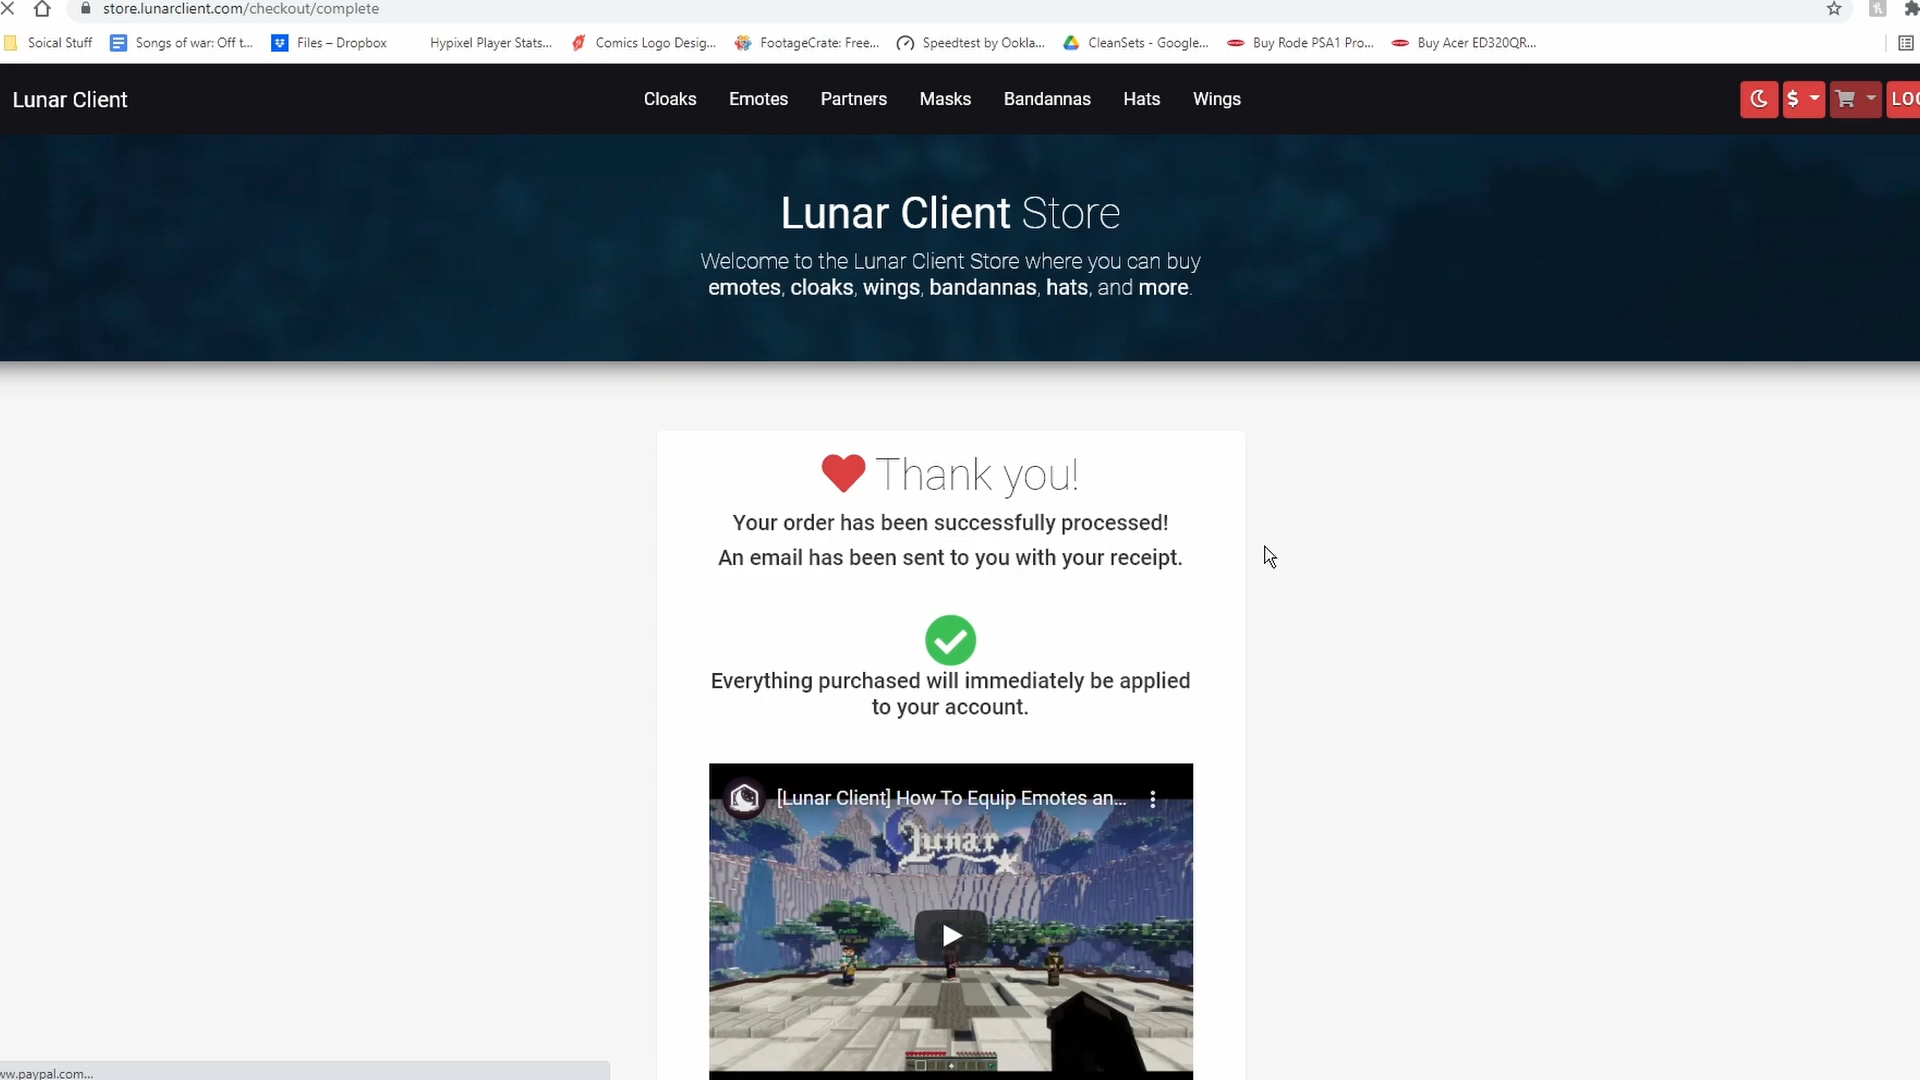 store.lunarclient.com/checkout/complete
Soical Stuff Songs of war: Off t... Files – Dropbox Hypixel Player Stats... Comics Logo Desig... FootageCrate: Free... Speedtest by Ookla... CleanSets - Google... Buy Rode PSA1 Pro... Buy Acer ED320QR...
Lunar Client Cloaks Emotes Partners Masks Bandannas Hats Wings $ LOG
Lunar Client Store
Welcome to the Lunar Client Store where you can buy
emotes, cloaks, wings, bandannas, hats, and more.
Thank you!
Your order has been successfully processed!
An email has been sent to you with your receipt.
Everything purchased will immediately be applied
to your account.
[Lunar Client] How To Equip Emotes an...
Lunar
ww.paypal.com...